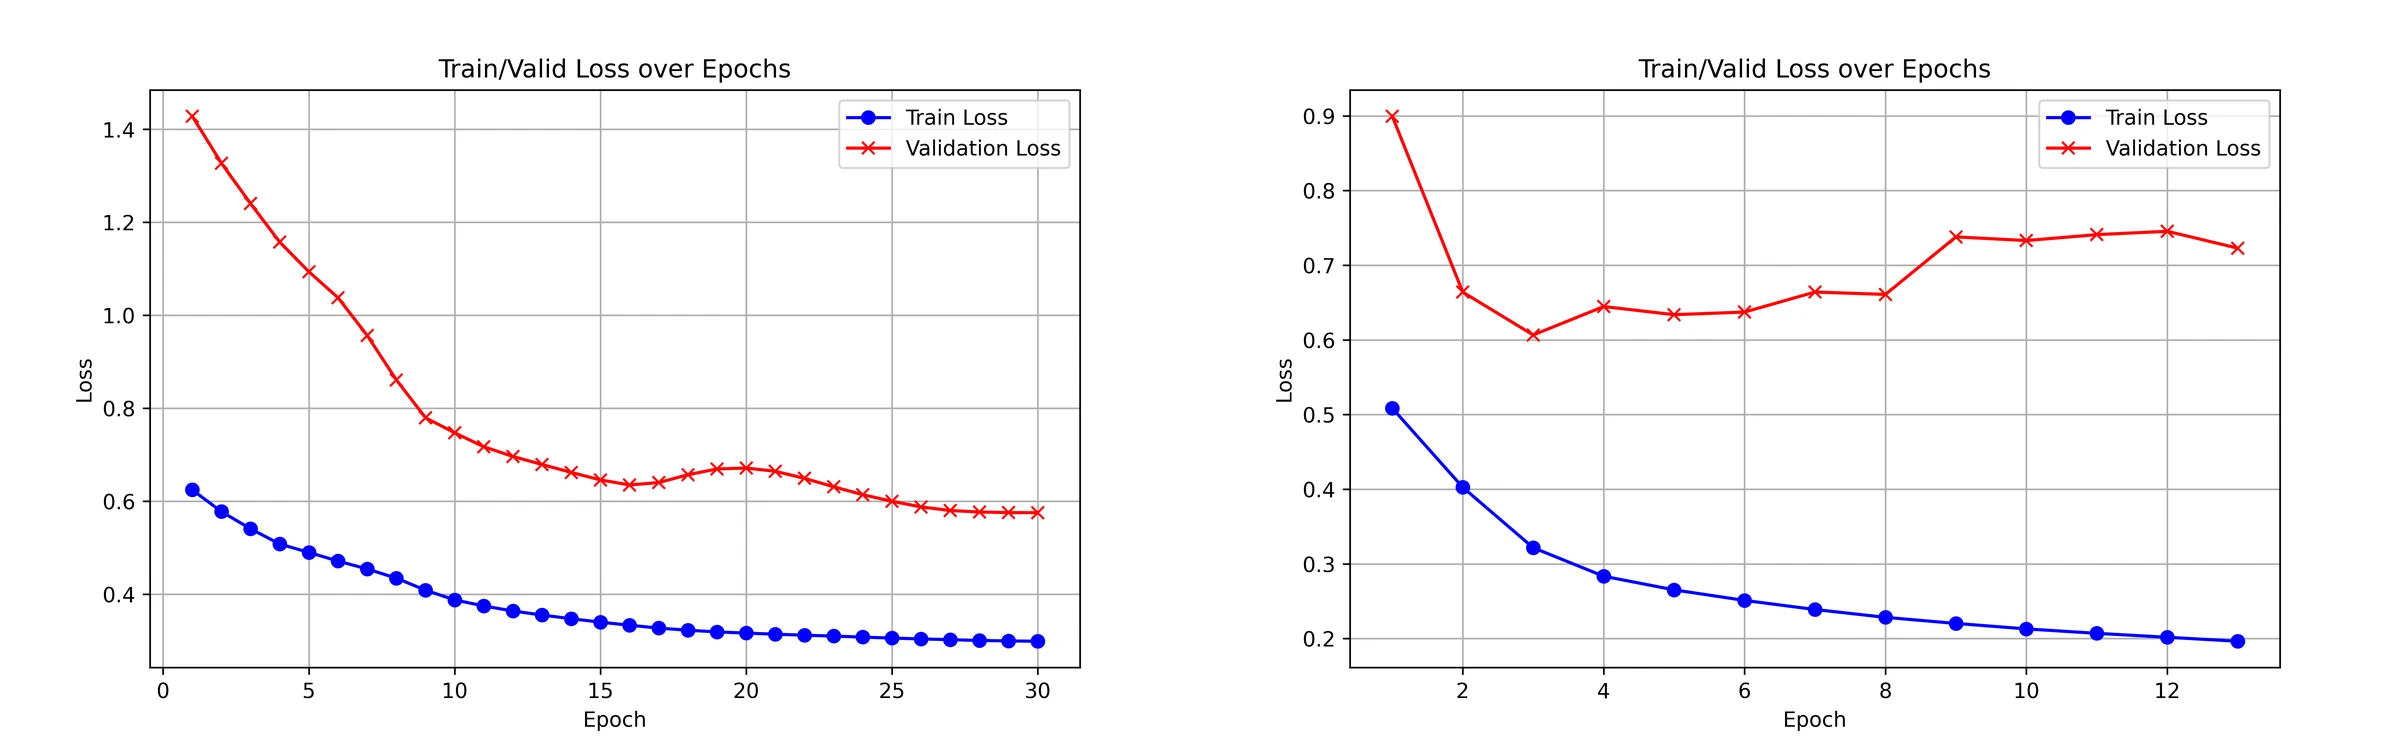 Train/Valid Loss over Epochs
Train Loss
Validation Loss
1.4
1.2
1.0
0.8
0.6
0.4
Loss
0 5 10 15 20 25 30
Epoch
Train/Valid Loss over Epochs
Train Loss
Validation Loss
0.9
0.8
0.7
0.6
0.5
0.4
0.3
0.2
Loss
2 4 6 8 10 12
Epoch